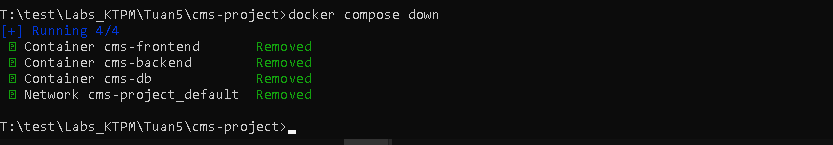 T:\test\Labs_KTPM\Tuan5\cms-project>docker compose down
[+] Running 4/4
Container cms-frontend Removed
Container cms-backend Removed
Container cms-db Removed
Network cms-project_default Removed
T:\test\Labs_KTPM\Tuan5\cms-project>